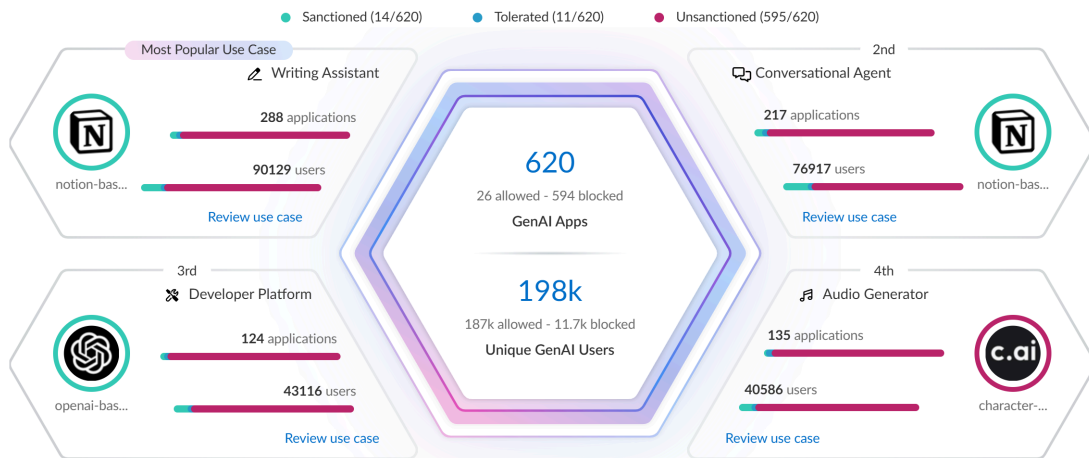 Sanctioned (14/620) Tolerated (11/620) Unsanctioned (595/620)
Most Popular Use Case
Writing Assistant
288 applications
90129 users
N
notion-bas...
Review use case
2nd
Conversational Agent
217 applications
76917 users
N
notion-bas...
Review use case
620
26 allowed - 594 blocked
GenAI Apps
198k
187k allowed - 11.7k blocked
Unique GenAI Users
3rd
Developer Platform
124 applications
43116 users
openai-bas...
Review use case
4th
Audio Generator
135 applications
40586 users
c.ai
character-...
Review use case